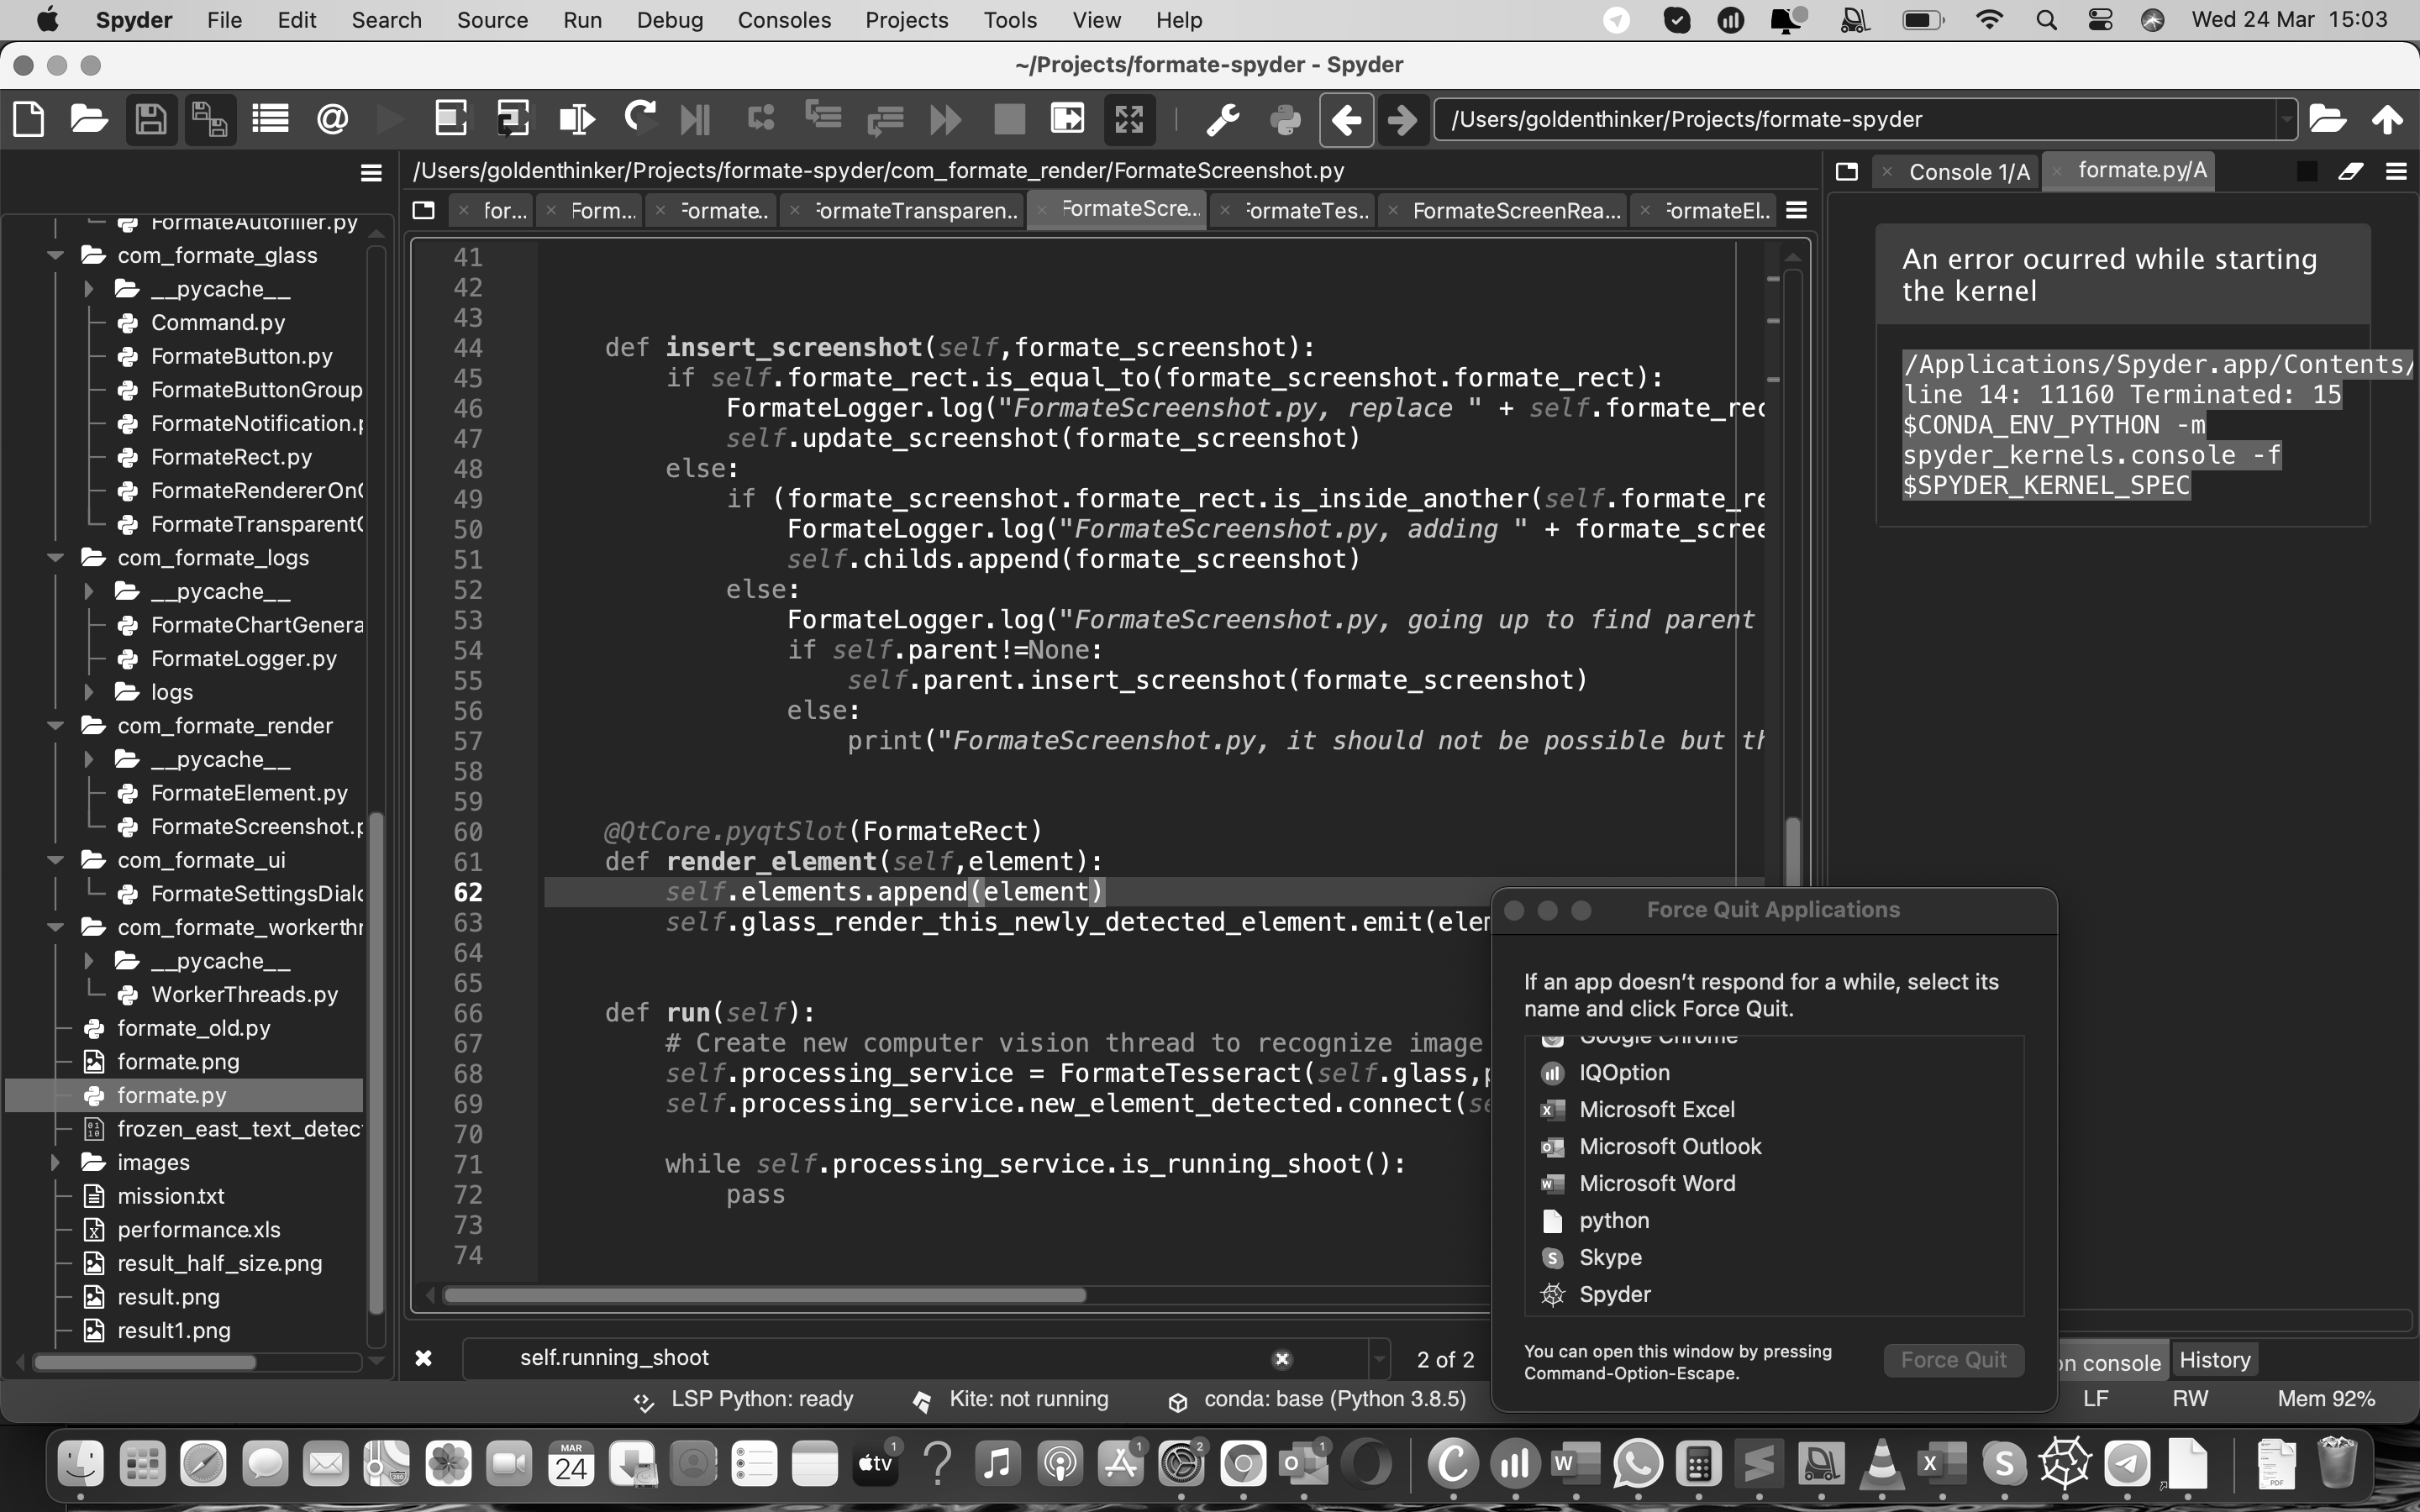 Spyder File Edit Search Source Run Debug Consoles Projects Tools View Help
Wed 24 Mar 15:03
~/Projects/formate-spyder - Spyder
/Users/goldenthinker/Projects/formate-spyder
/Users/goldenthinker/Projects/formate-spyder/com_formate_render/FormateScreenshot.py
for... Form... Formate.. FormateTransparen.. FormateScre... FormateTes.. FormateScreenRea... FormateEl..
Console 1/A formate.py/A
FormateAutofiller.py
com_formate_glass
__pycache__
Command.py
FormateButton.py
FormateButtonGroup
FormateNotification.p
FormateRect.py
FormateRendererOn
FormateTransparent
com_formate_logs
__pycache__
FormateChartGenera
FormateLogger.py
logs
com_formate_render
__pycache__
FormateElement.py
FormateScreenshot.p
com_formate_ui
FormateSettingsDialo
com_formate_workerthr
__pycache__
WorkerThreads.py
formate_old.py
formate.png
formate.py
frozen_east_text_detec
images
mission.txt
performance.xls
result_half_size.png
result.png
result1.png
41
42
43
44 def insert_screenshot(self,formate_screenshot):
45 if self.formate_rect.is_equal_to(formate_screenshot.formate_rect):
46 FormateLogger.log("FormateScreenshot.py, replace " + self.formate_rec
47 self.update_screenshot(formate_screenshot)
48 else:
49 if (formate_screenshot.formate_rect.is_inside_another(self.formate_re
50 FormateLogger.log("FormateScreenshot.py, adding " + formate_scree
51 self.childs.append(formate_screenshot)
52 else:
53 FormateLogger.log("FormateScreenshot.py, going up to find parent
54 if self.parent!=None:
55 self.parent.insert_screenshot(formate_screenshot)
56 else:
57 print("FormateScreenshot.py, it should not be possible but th
58
59
60 @QtCore.pyqtSlot(FormateRect)
61 def render_element(self,element):
62 self.elements.append(element)
63 self.glass_render_this_newly_detected_element.emit(elem
64
65
66 def run(self):
67 # Create new computer vision thread to recognize image
68 self.processing_service = FormateTesseract(self.glass,p
69 self.processing_service.new_element_detected.connect(se
70
71 while self.processing_service.is_running_shoot():
72 pass
73
74
An error ocurred while starting
the kernel
/Applications/Spyder.app/Contents/
line 14: 11160 Terminated: 15
$CONDA_ENV_PYTHON -m
spyder_kernels.console -f
$SPYDER_KERNEL_SPEC
Force Quit Applications
If an app doesn't respond for a while, select its
name and click Force Quit.
Google Chrome
IQOption
Microsoft Excel
Microsoft Outlook
Microsoft Word
python
Skype
Spyder
You can open this window by pressing
Command-Option-Escape.
Force Quit
self.running_shoot
2 of 2
on console History
LSP Python: ready Kite: not running conda: base (Python 3.8.5) LF RW Mem 92%
MAR
24
tv
1
1
2
1
PDF